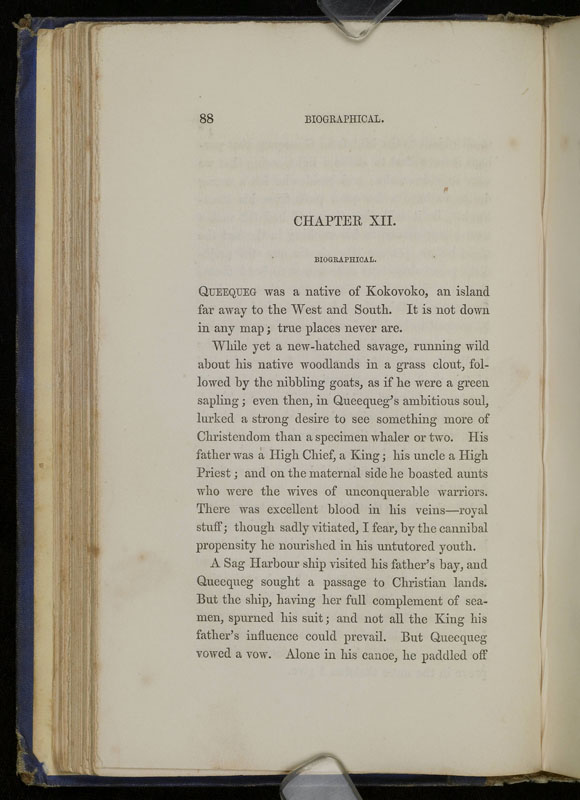 88 BIOGRAPHICAL.
CHAPTER XII.
BIOGRAPHICAL.
QUEEQUEG was a native of Kokovoko, an island
far away to the West and South. It is not down
in any map; true places never are.
While yet a new-hatched savage, running wild
about his native woodlands in a grass clout, fol-
lowed by the nibbling goats, as if he were a green
sapling; even then, in Queequeg's ambitious soul,
lurked a strong desire to see something more of
Christendom than a specimen whaler or two. His
father was a High Chief, a King; his uncle a High
Priest; and on the maternal side he boasted aunts
who were the wives of unconquerable warriors.
There was excellent blood in his veins—royal
stuff; though sadly vitiated, I fear, by the cannibal
propensity he nourished in his untutored youth.
A Sag Harbour ship visited his father's bay, and
Queequeg sought a passage to Christian lands.
But the ship, having her full complement of sea-
men, spurned his suit; and not all the King his
father's influence could prevail. But Queequeg
vowed a vow. Alone in his canoe, he paddled off